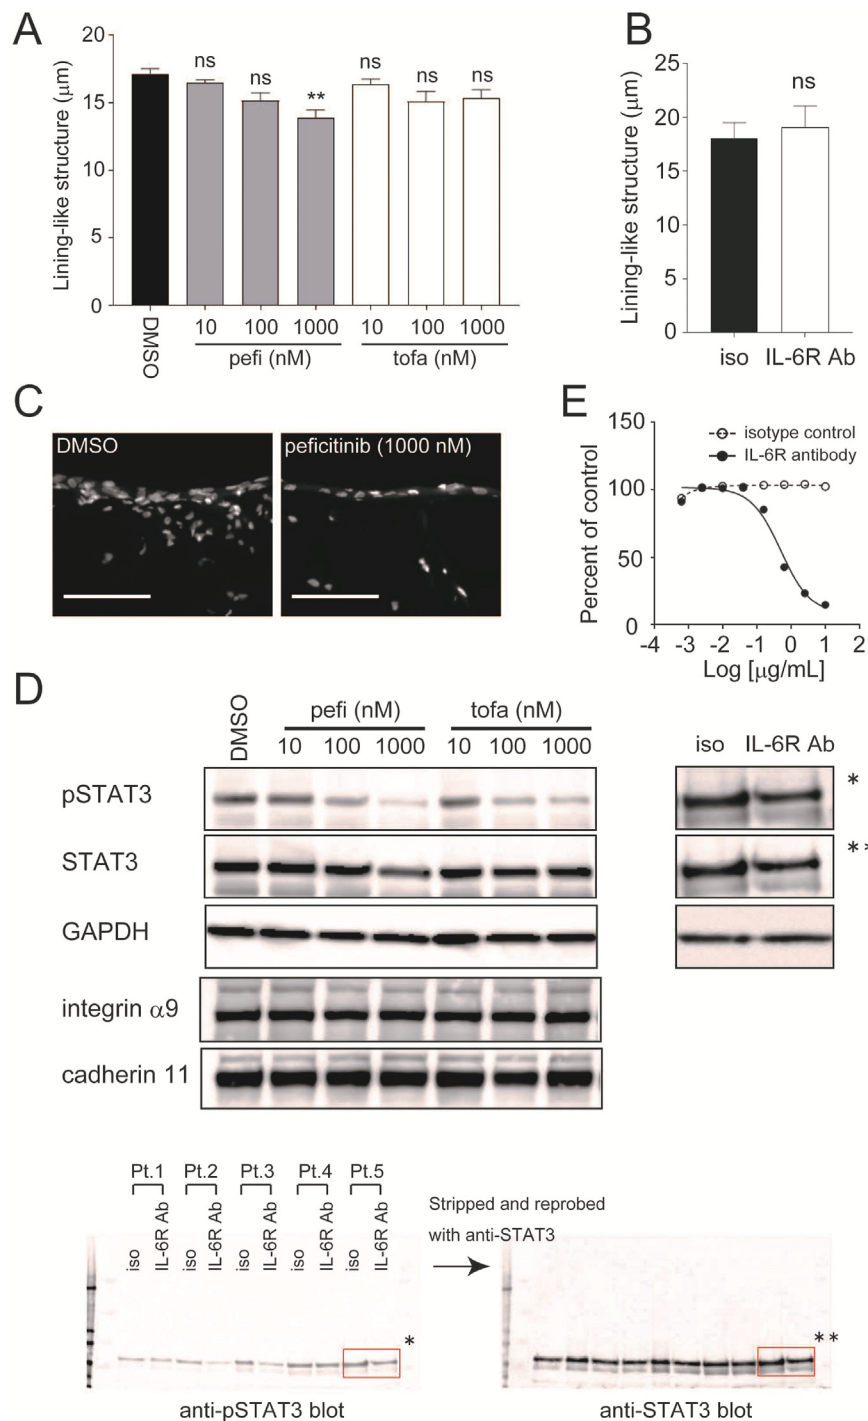 A
Lining-like structure (μm)
20
15
10
5
0
ns
ns
**
ns
ns
ns
DMSO
10 100 1000 10 100 1000
pefi (nM) tofa (nM)
B
Lining-like structure (μm)
25
20
15
10
5
0
ns
iso IL-6R Ab
C
DMSO
peficitinib (1000 nM)
E
Percent of control
150
100
50
0
isotype control
IL-6R antibody
-4 -3 -2 -1 0 1 2
Log [μg/mL]
D
DMSO
pefi (nM) tofa (nM)
10 100 1000 10 100 1000
iso IL-6R Ab
pSTAT3
*
STAT3
**
GAPDH
integrin α9
cadherin 11
Pt.1 Pt.2 Pt.3 Pt.4 Pt.5
iso IL-6R Ab iso IL-6R Ab iso IL-6R Ab iso IL-6R Ab iso IL-6R Ab
Stripped and reprobed
with anti-STAT3
*
**
anti-pSTAT3 blot
anti-STAT3 blot